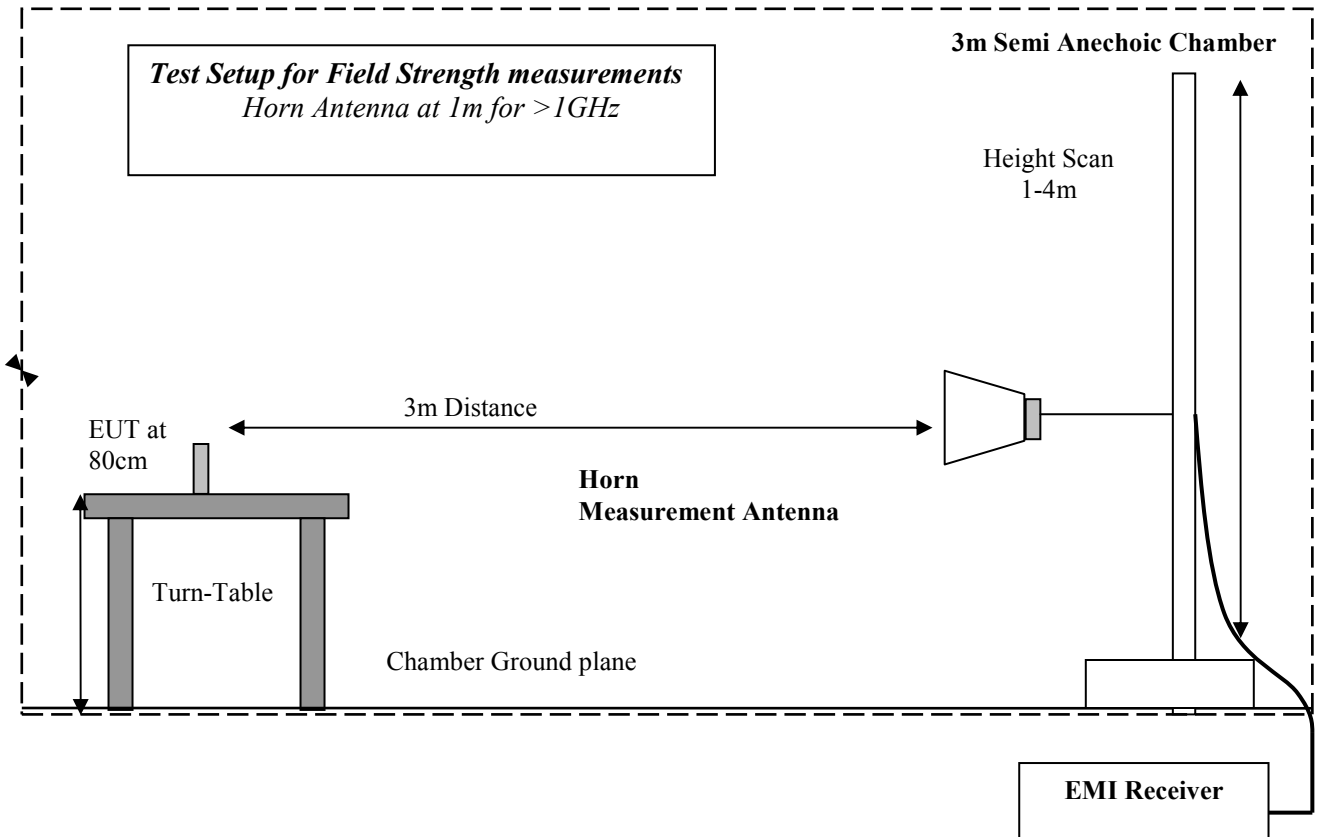 3m Semi Anechoic Chamber
Test Setup for Field Strength measurements
Horn Antenna at 1m for >1GHz
Height Scan
1-4m
3m Distance
EUT at
80cm
Horn
Measurement Antenna
Turn-Table
Chamber Ground plane
EMI Receiver